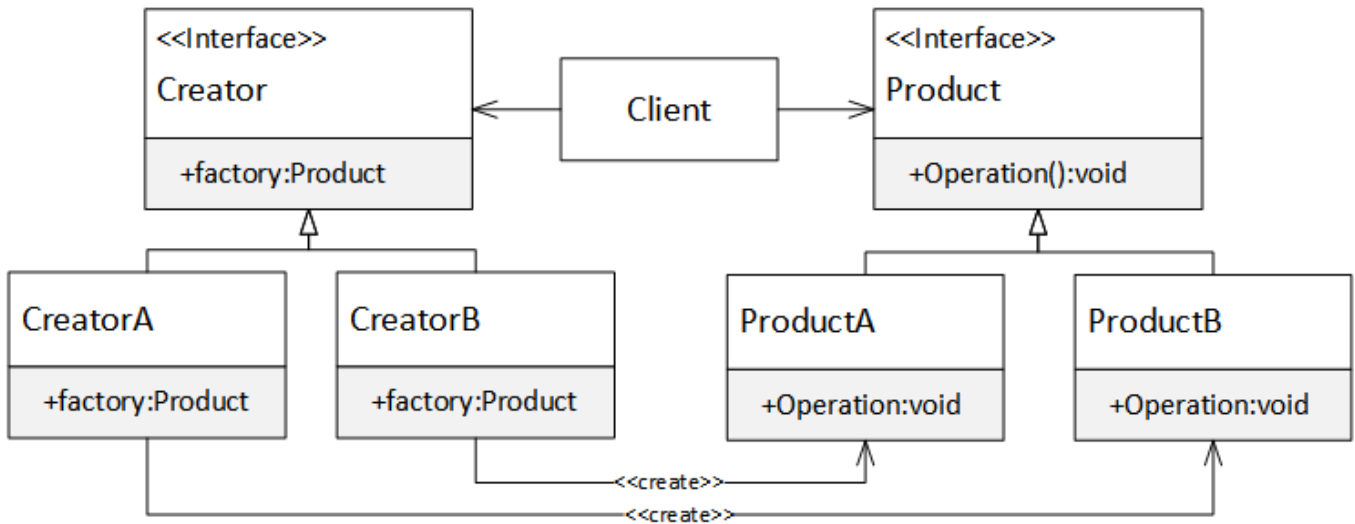 <<Interface>>
Creator
+factory:Product
Client
<<Interface>>
Product
+Operation():void
CreatorA
+factory:Product
CreatorB
+factory:Product
ProductA
+Operation:void
ProductB
+Operation:void
<<create>>
<<create>>